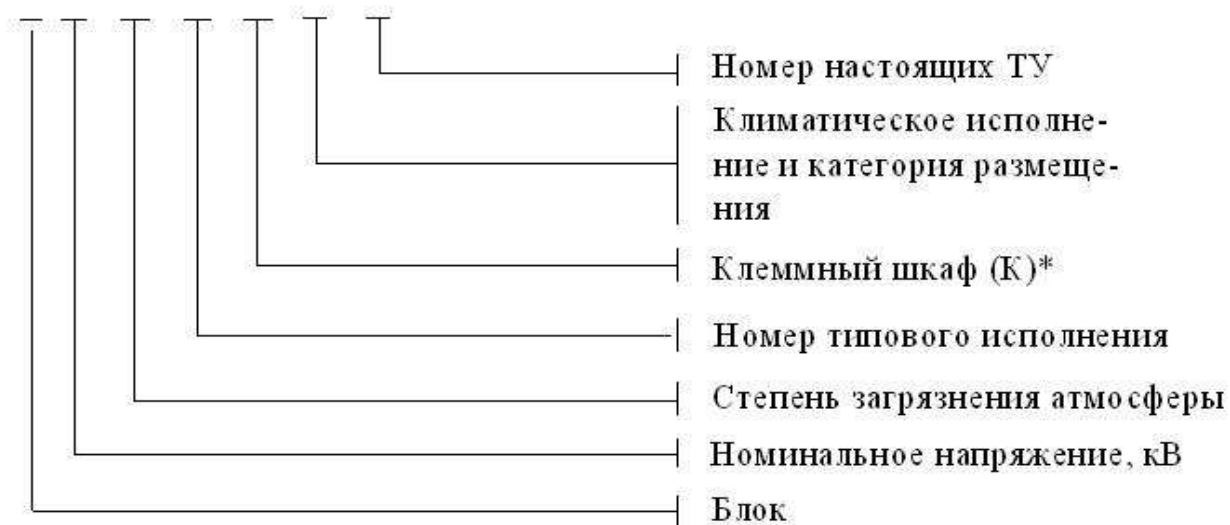 Номер настоящих ТУ
Климатическое исполне-
ние и категория размеще-
ния
Клеммный шкаф (К)*
Номер типового исполнения
Степень загрязнения атмосферы
Номинальное напряжение, кВ
Блок